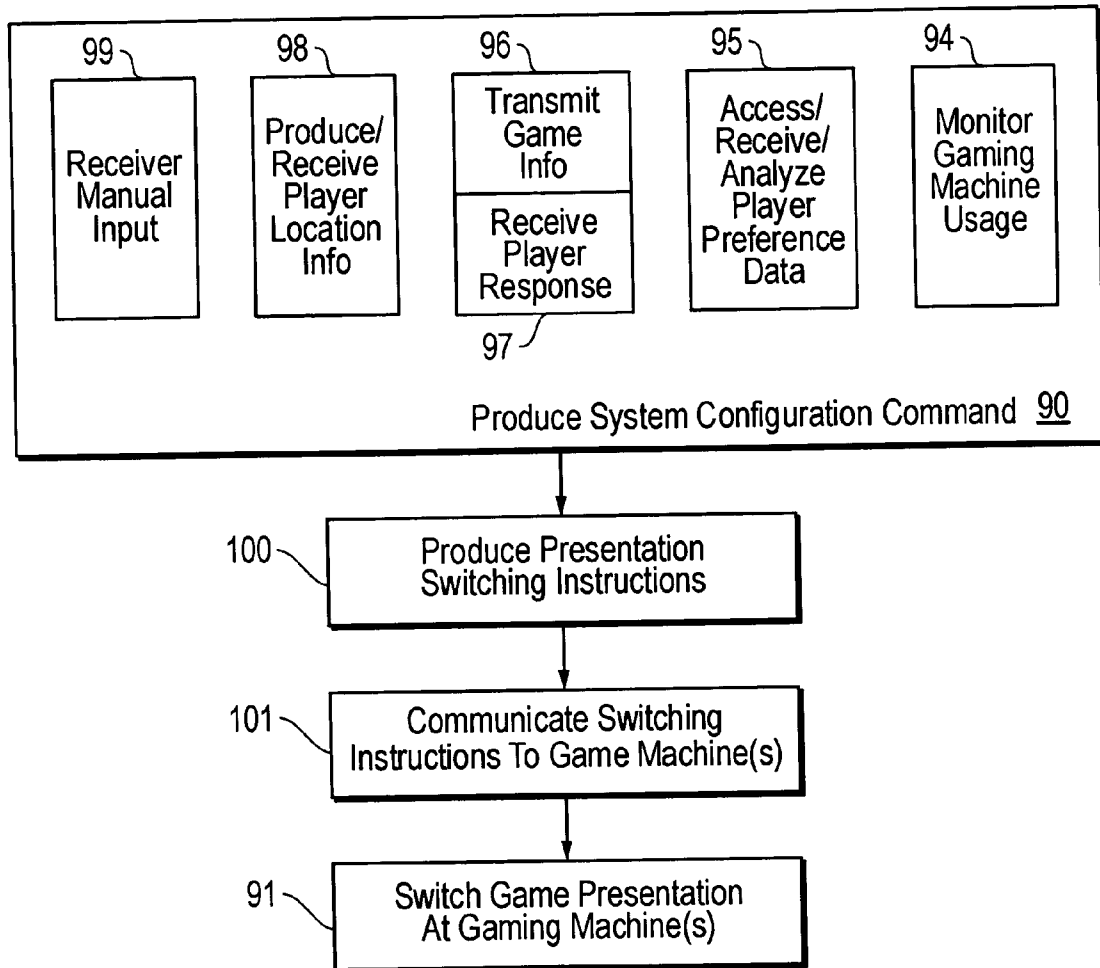 99
Receiver
Manual
Input
98
Produce/
Receive
Player
Location
Info
96
Transmit
Game
Info
Receive
Player
Response
97
95
Access/
Receive/
Analyze
Player
Preference
Data
94
Monitor
Gaming
Machine
Usage
Produce System Configuration Command 90
100
Produce Presentation
Switching Instructions
101
Communicate Switching
Instructions To Game Machine(s)
91
Switch Game Presentation
At Gaming Machine(s)